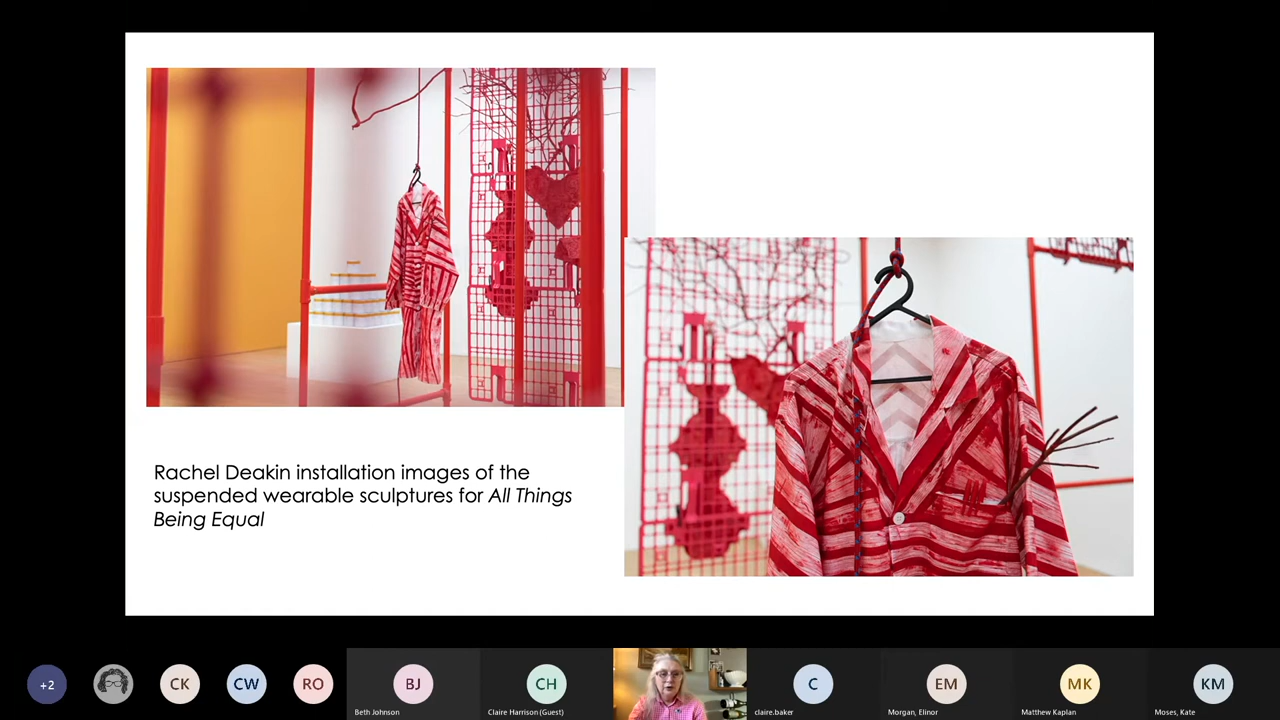 Rachel Deakin installation images of the
suspended wearable sculptures for All Things
Being Equal
+2
CK
CW
RO
BJ
CH
C
EM
MK
KM
Beth Johnson
Claire Harrison (Guest)
claire.baker
Morgan, Elinor
Matthew Kaplan
Moses, Kate